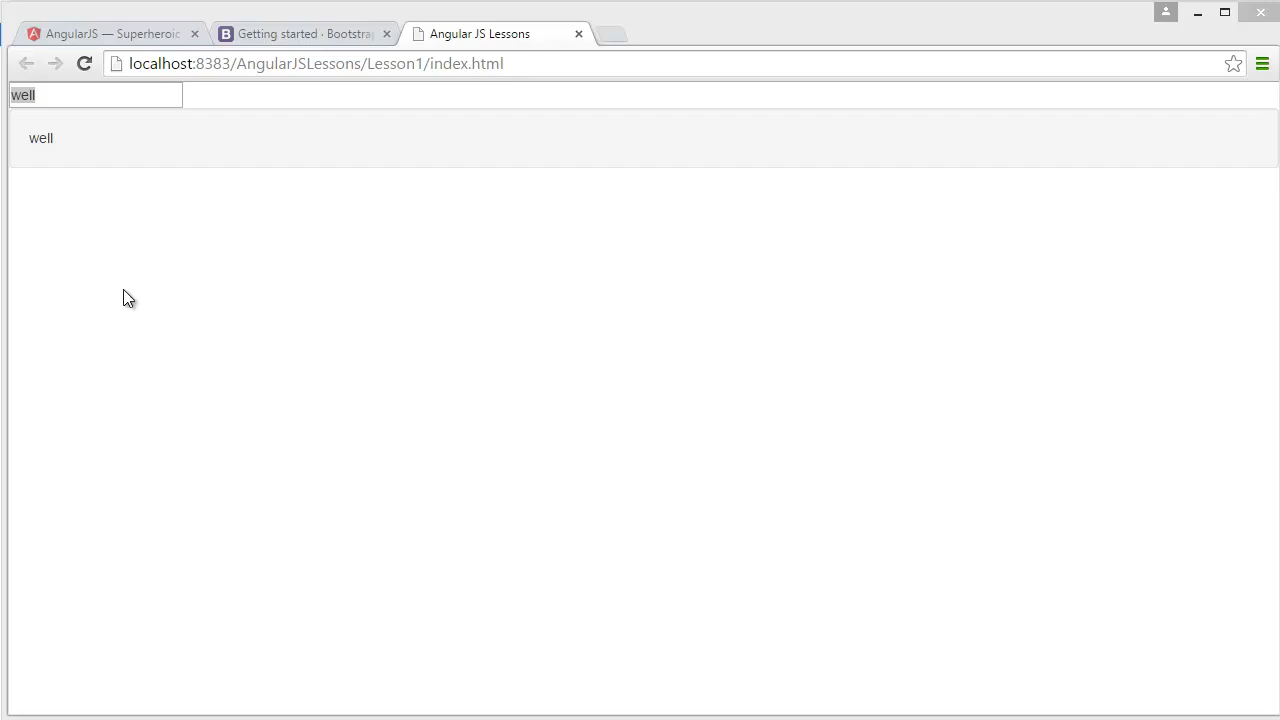 AngularJS — Superheroic
Getting started · Bootstrap
Angular JS Lessons
localhost:8383/AngularJSLessons/Lesson1/index.html
well
well